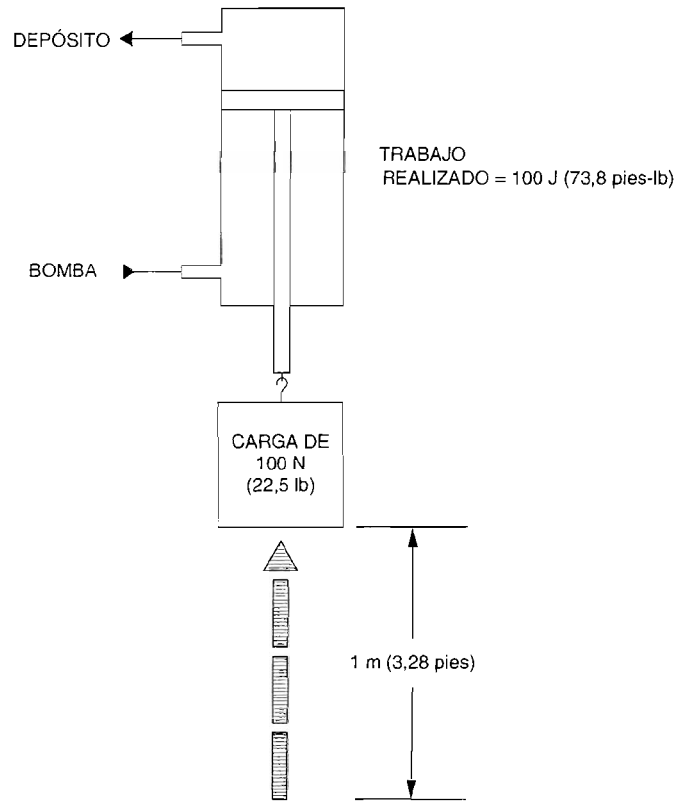 DEPÓSITO
TRABAJO
REALIZADO = 100 J (73,8 pies-lb)
BOMBA
CARGA DE
100 N
(22,5 lb)
1 m (3,28 pies)